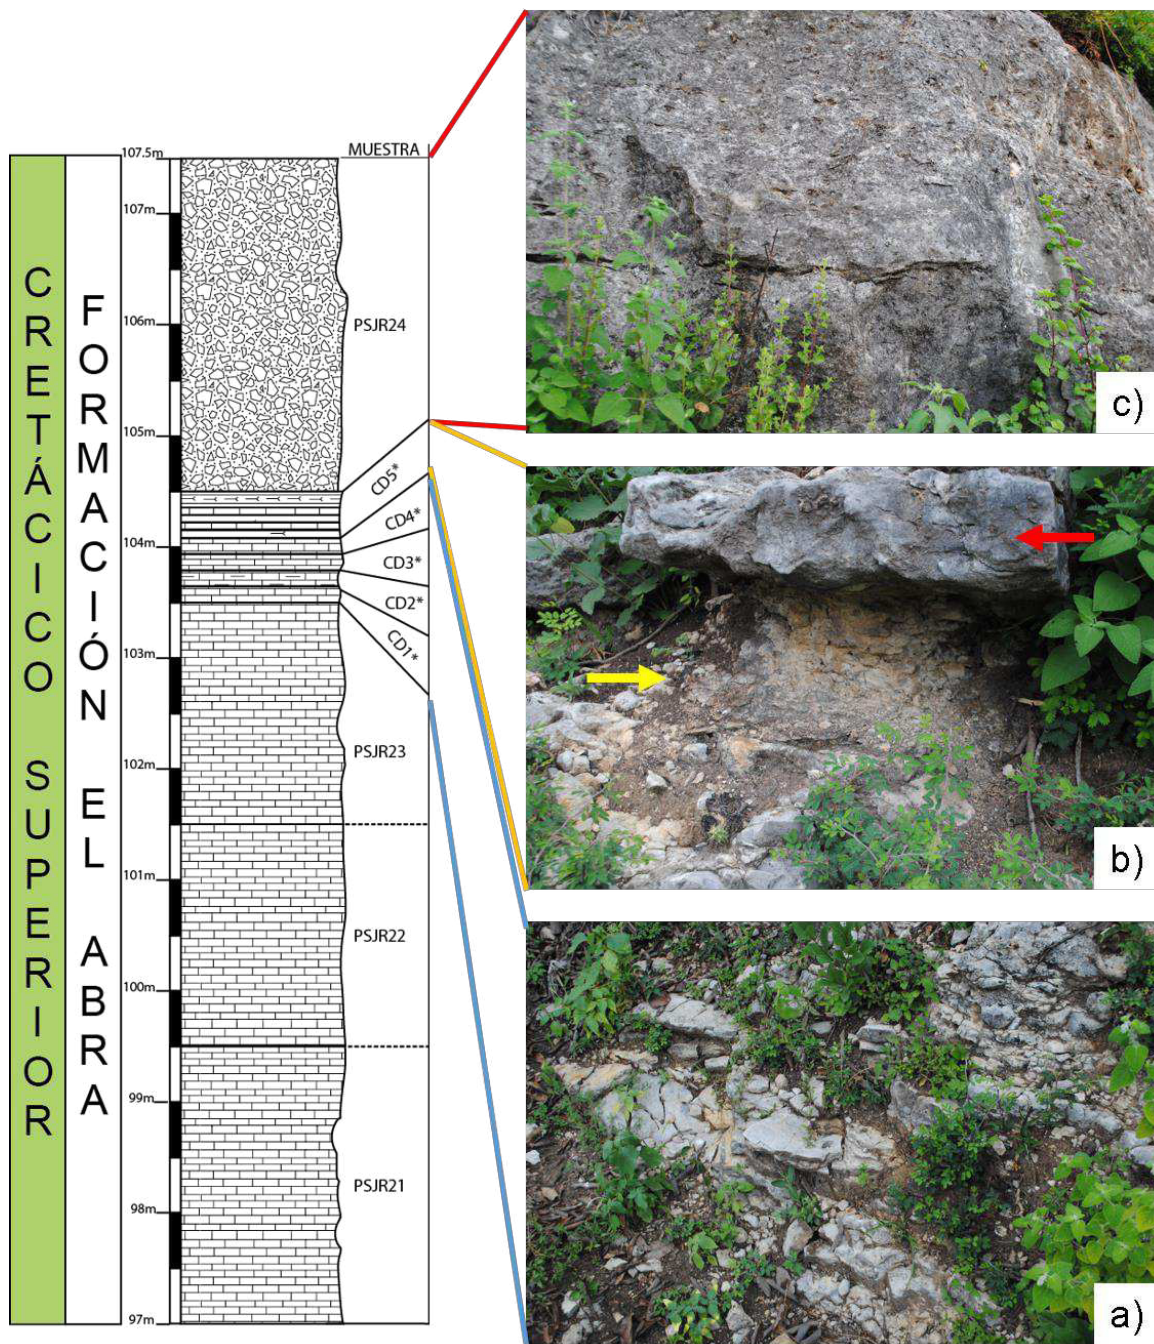 CRETÁCICO SUPERIOR
FORMACIÓN EL ABRA
107.5m
MUESTRA
107m
106m
PSJR24
105m
CD5*
104m
CD4*
CD3*
CD2*
CD1*
103m
PSJR23
102m
101m
PSJR22
100m
99m
PSJR21
98m
97m
c)
b)
a)